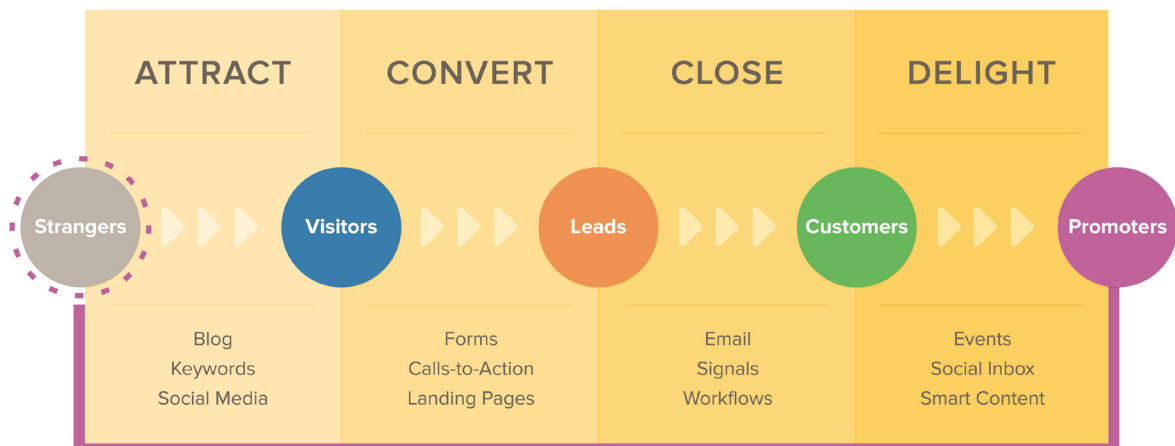 ATTRACT
CONVERT
CLOSE
DELIGHT
Strangers
Visitors
Leads
Customers
Promoters
Blog
Keywords
Social Media
Forms
Calls-to-Action
Landing Pages
Email
Signals
Workflows
Events
Social Inbox
Smart Content